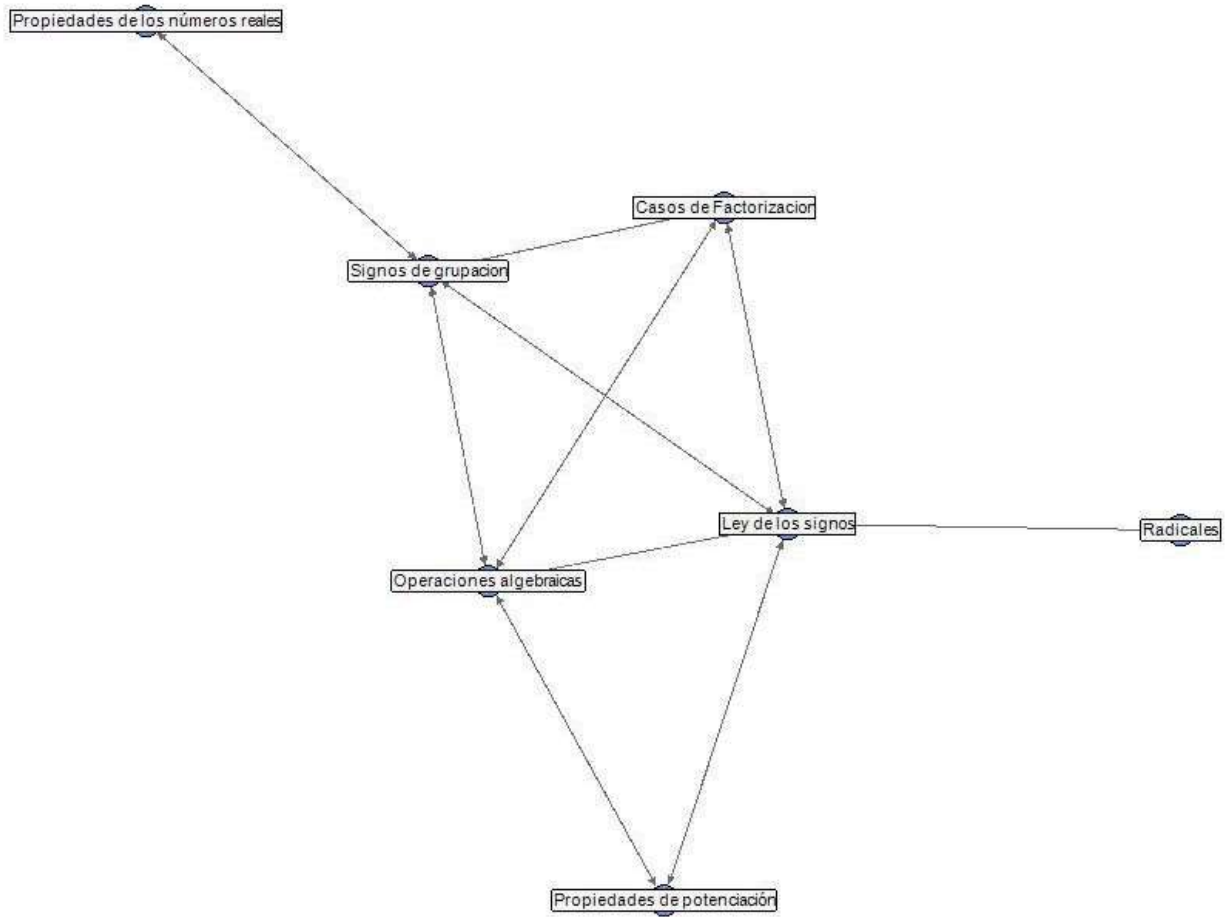 Propiedades de los números reales
Casos de Factorizacion
Signos de grupacion
Ley de los signos
Radicales
Operaciones algebraicas
Propiedades de potenciación